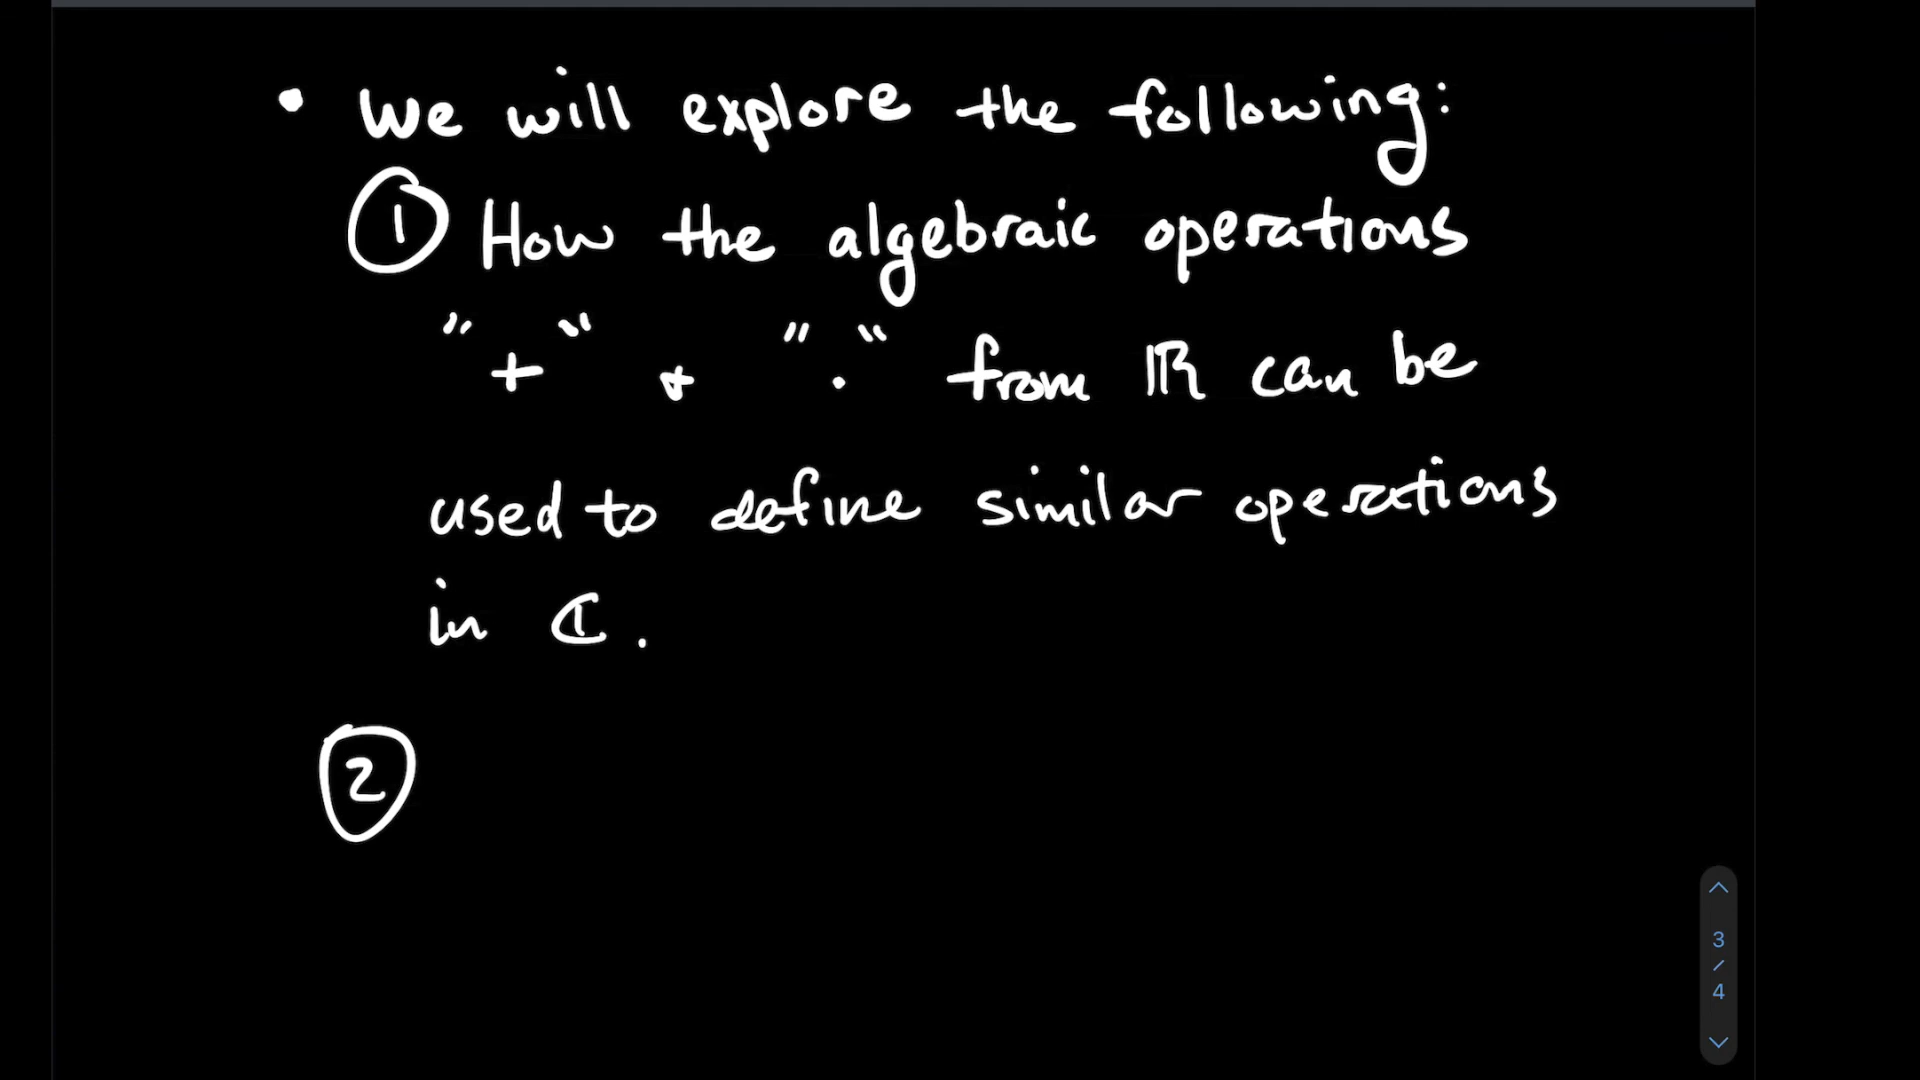 • We will explore the following:
① How the algebraic operations
"+" & "·" from ℝ can be
used to define similar operations
in ℂ.
②
3
/
4